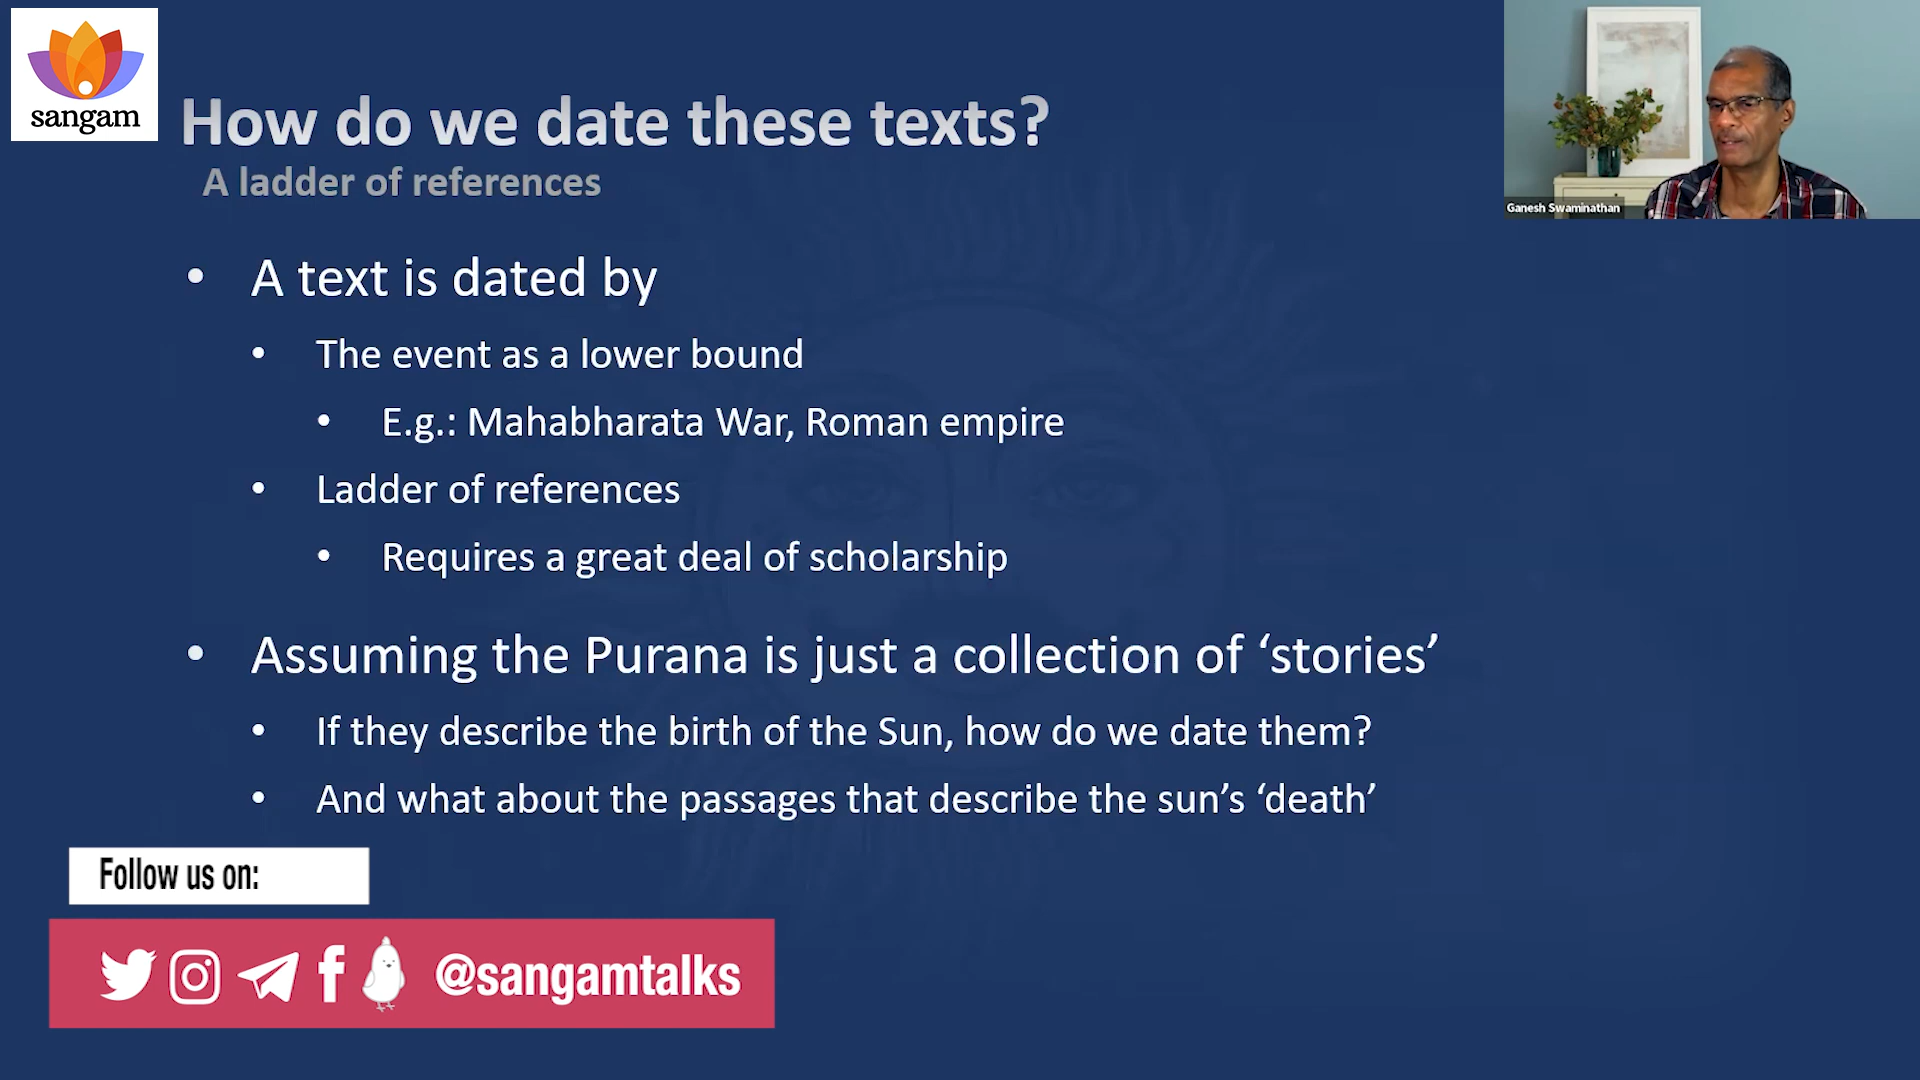 sangam
How do we date these texts?
A ladder of references
Ganesh Swaminathan
• A text is dated by
• The event as a lower bound
• E.g.: Mahabharata War, Roman empire
• Ladder of references
• Requires a great deal of scholarship
• Assuming the Purana is just a collection of ‘stories’
• If they describe the birth of the Sun, how do we date them?
• And what about the passages that describe the sun’s ‘death’
Follow us on:
@sangamtalks